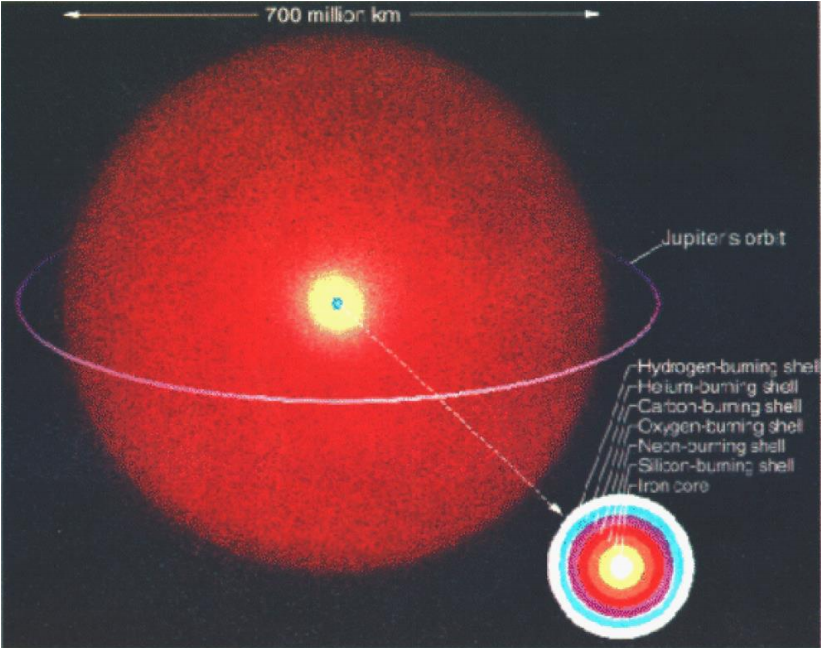 700 million km
Jupiter's orbit
Hydrogen-burning shell
Helium-burning shell
Carbon-burning shell
Oxygen-burning shell
Neon-burning shell
Silicon-burning shell
Iron core